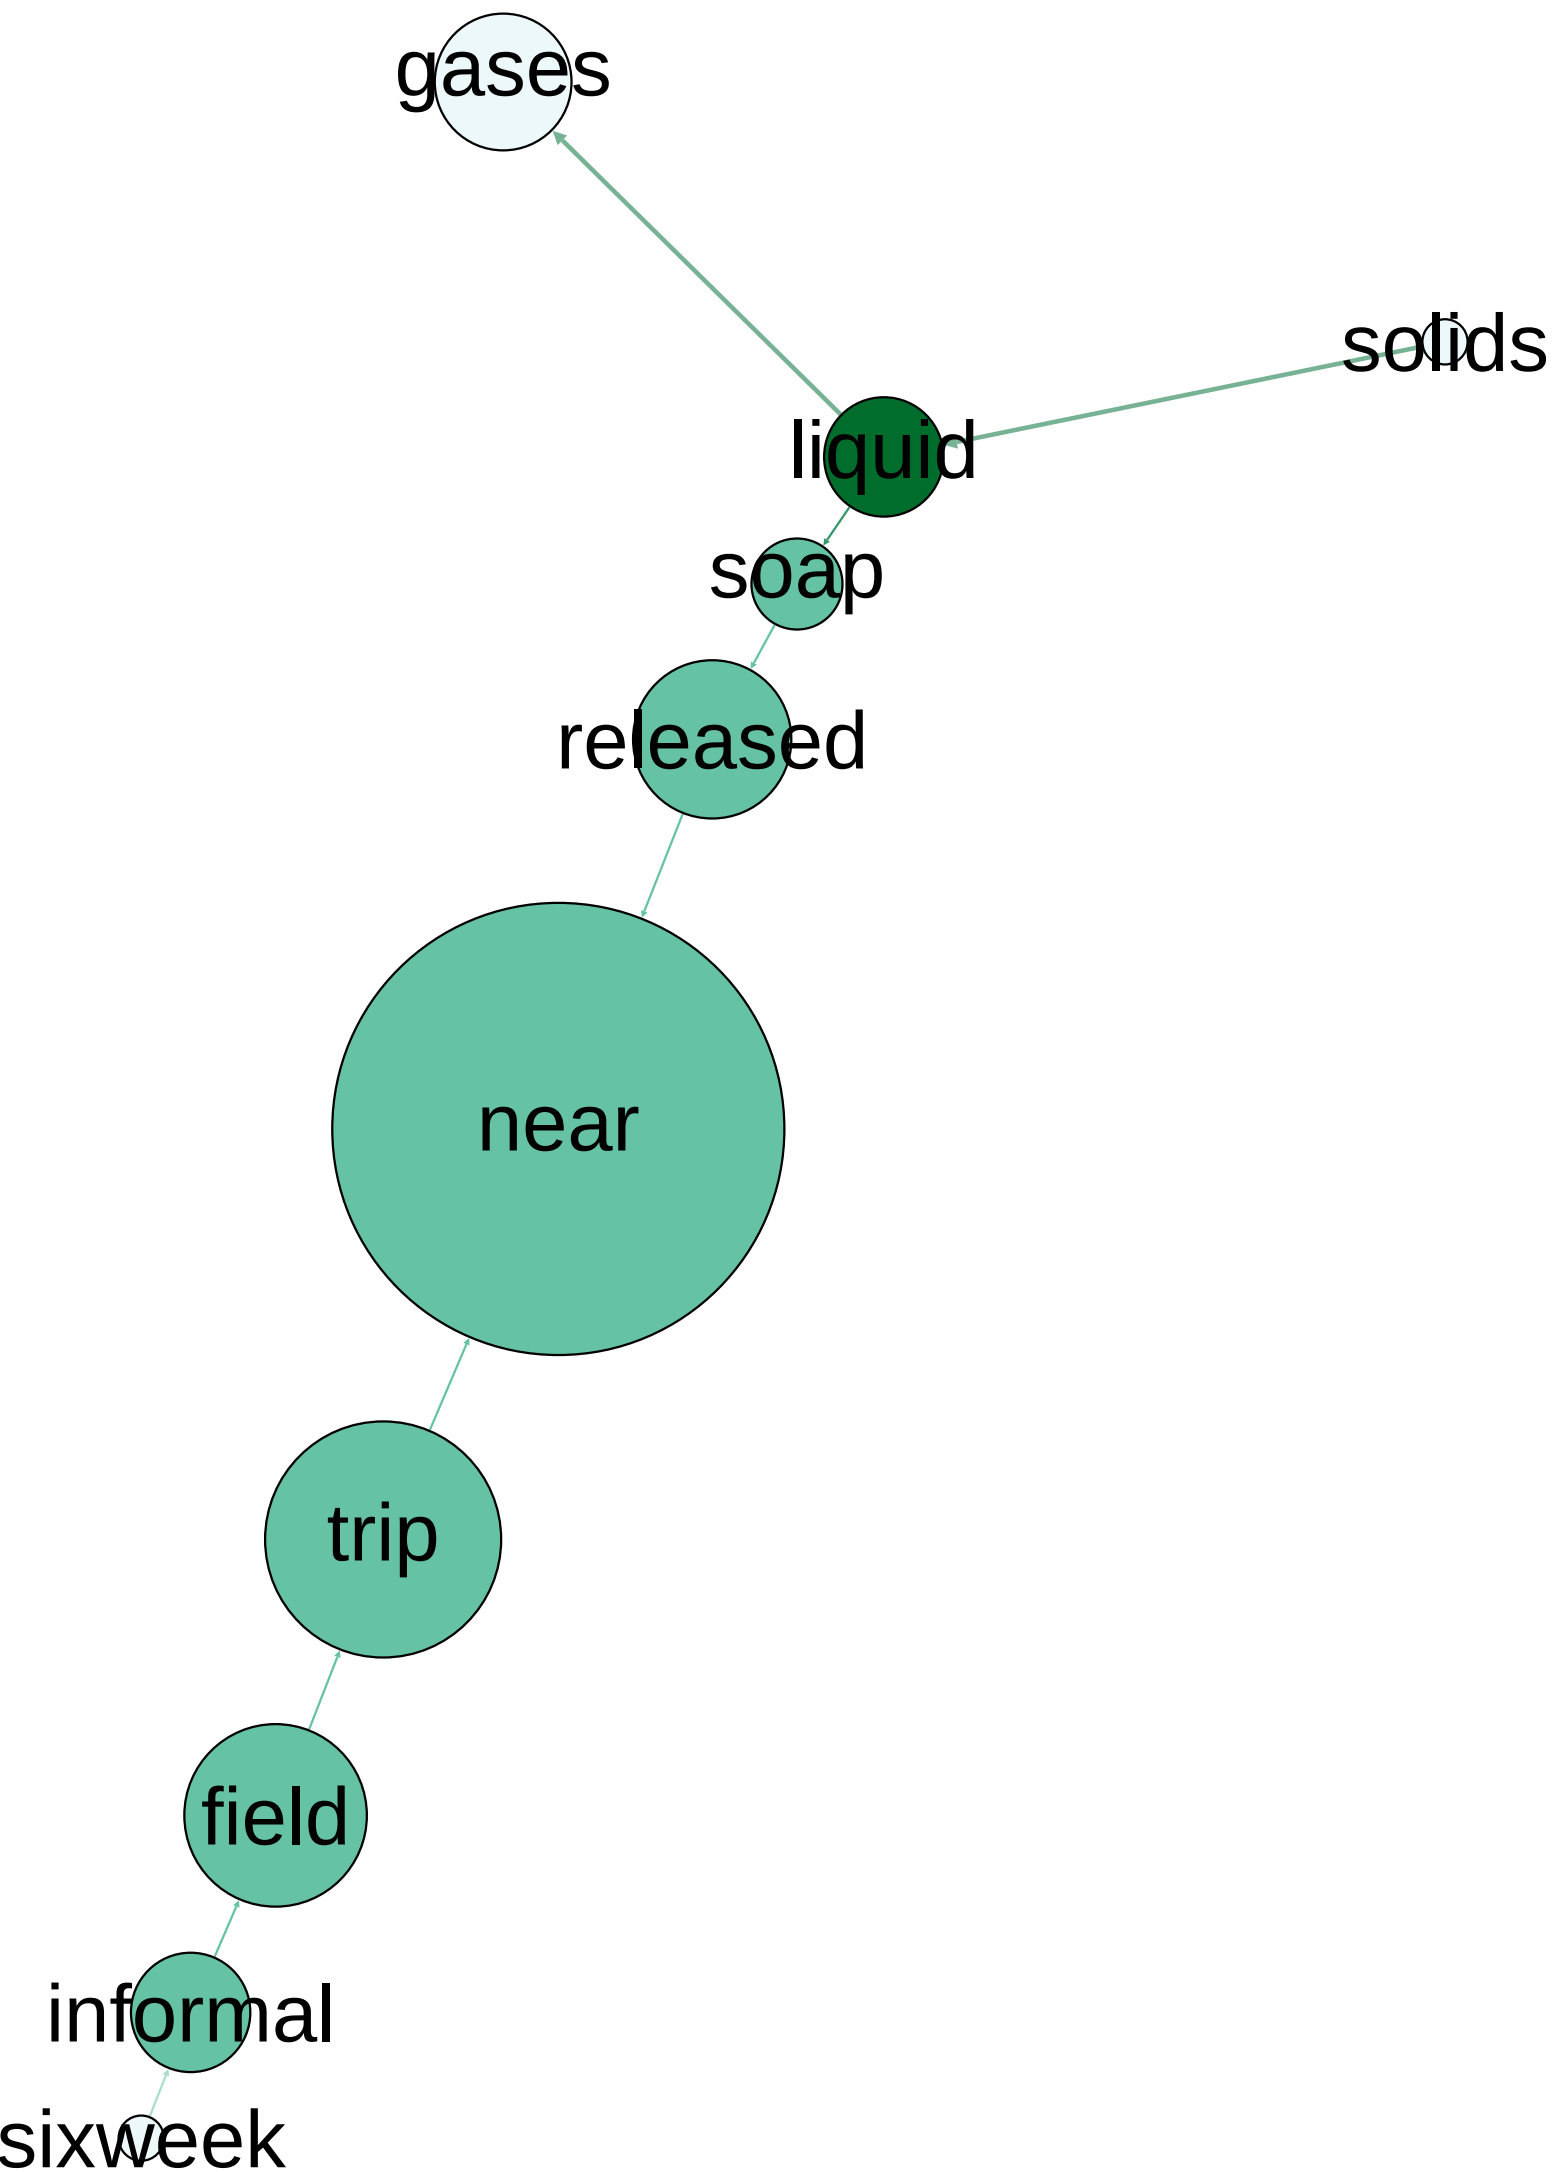 gases
solids
liquid
soap
released
near
trip
field
informal
sixweek